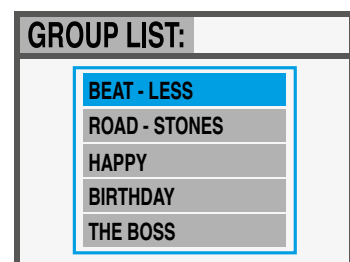 GROUP LIST:
BEAT - LESS
ROAD - STONES
HAPPY
BIRTHDAY
THE BOSS